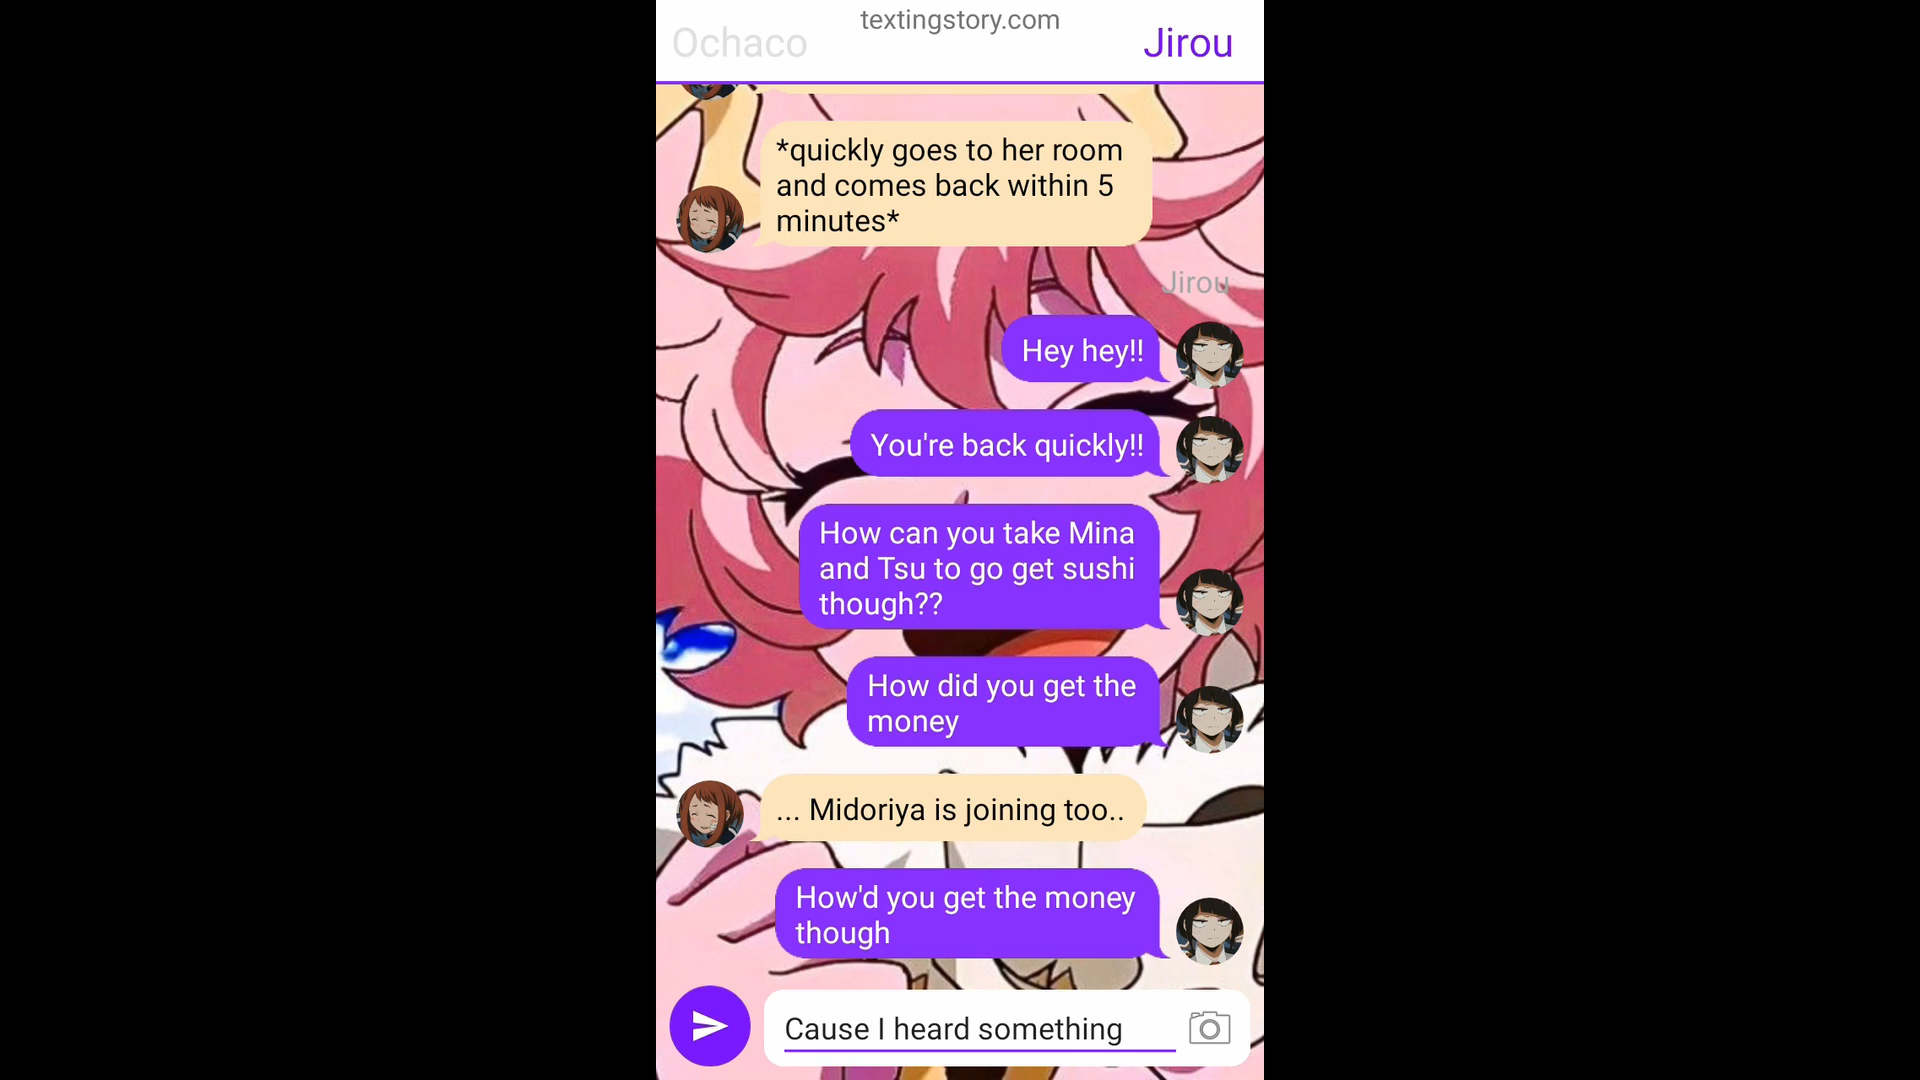 textingstory.com
Ochaco
Jirou
*quickly goes to her room
and comes back within 5
minutes*
Jirou
Hey hey!!
You're back quickly!!
How can you take Mina
and Tsu to go get sushi
though??
How did you get the
money
... Midoriya is joining too..
How'd you get the money
though
Cause I heard something